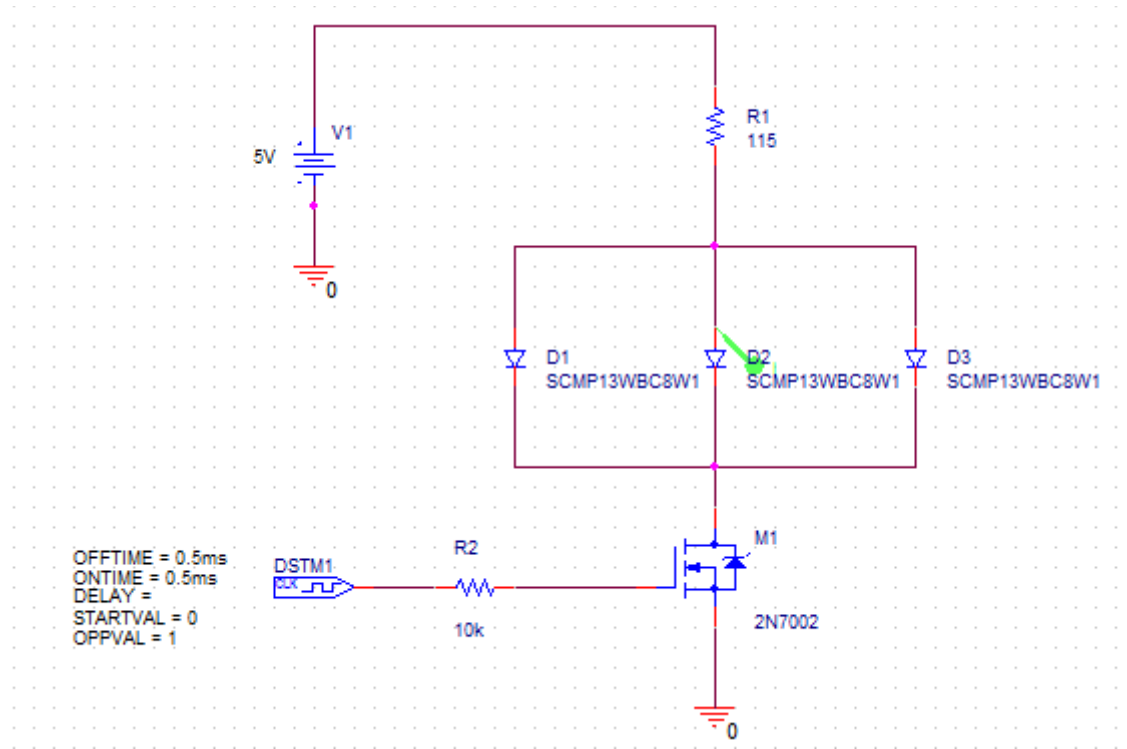 V1
5V
0
R1
115
D1
SCMP13WBC8W1
D2
SCMP13WBC8W1
D3
SCMP13WBC8W1
OFFTIME = 0.5ms
ONTIME = 0.5ms
DELAY =
STARTVAL = 0
OPPVAL = 1
DSTM1
CLK
R2
10k
M1
2N7002
0